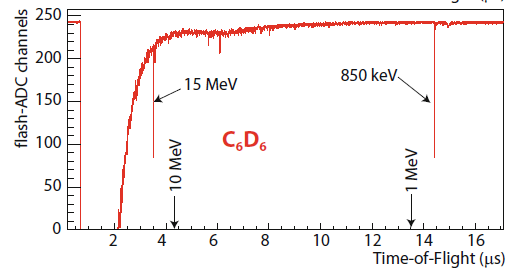 250
200
150
100
50
0
flash-ADC channels
15 MeV
850 keV
C₆D₆
10 MeV
1 MeV
2 4 6 8 10 12 14 16
Time-of-Flight (μs)